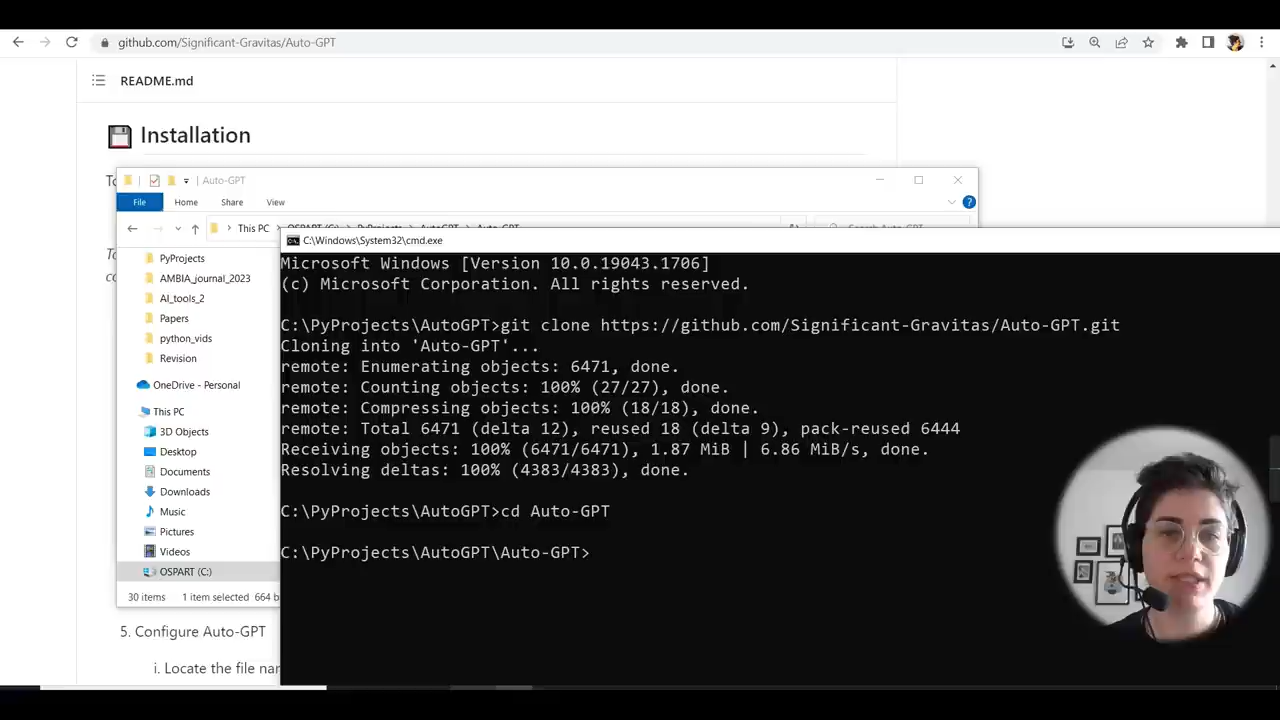 github.com/Significant-Gravitas/Auto-GPT
README.md
Installation
Auto-GPT
File Home Share View
This PC
PyProjects
AMBIA_journal_2023
AI_tools_2
Papers
python_vids
Revision
OneDrive - Personal
This PC
3D Objects
Desktop
Documents
Downloads
Music
Pictures
Videos
OSPART (C:)
30 items 1 item selected 664 b
C:\Windows\System32\cmd.exe
Microsoft Windows [Version 10.0.19043.1706]
(c) Microsoft Corporation. All rights reserved.
C:\PyProjects\AutoGPT>git clone https://github.com/Significant-Gravitas/Auto-GPT.git
Cloning into 'Auto-GPT'...
remote: Enumerating objects: 6471, done.
remote: Counting objects: 100% (27/27), done.
remote: Compressing objects: 100% (18/18), done.
remote: Total 6471 (delta 12), reused 18 (delta 9), pack-reused 6444
Receiving objects: 100% (6471/6471), 1.87 MiB | 6.86 MiB/s, done.
Resolving deltas: 100% (4383/4383), done.
C:\PyProjects\AutoGPT>cd Auto-GPT
C:\PyProjects\AutoGPT\Auto-GPT>
5. Configure Auto-GPT
i. Locate the file nar